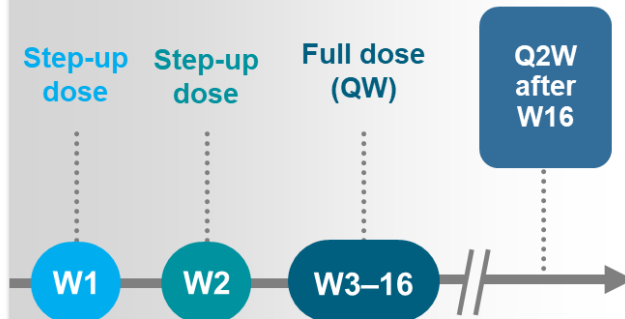 Step-up
dose
Step-up
dose
Full dose
(QW)
Q2W
after
W16
W1
W2
W3–16